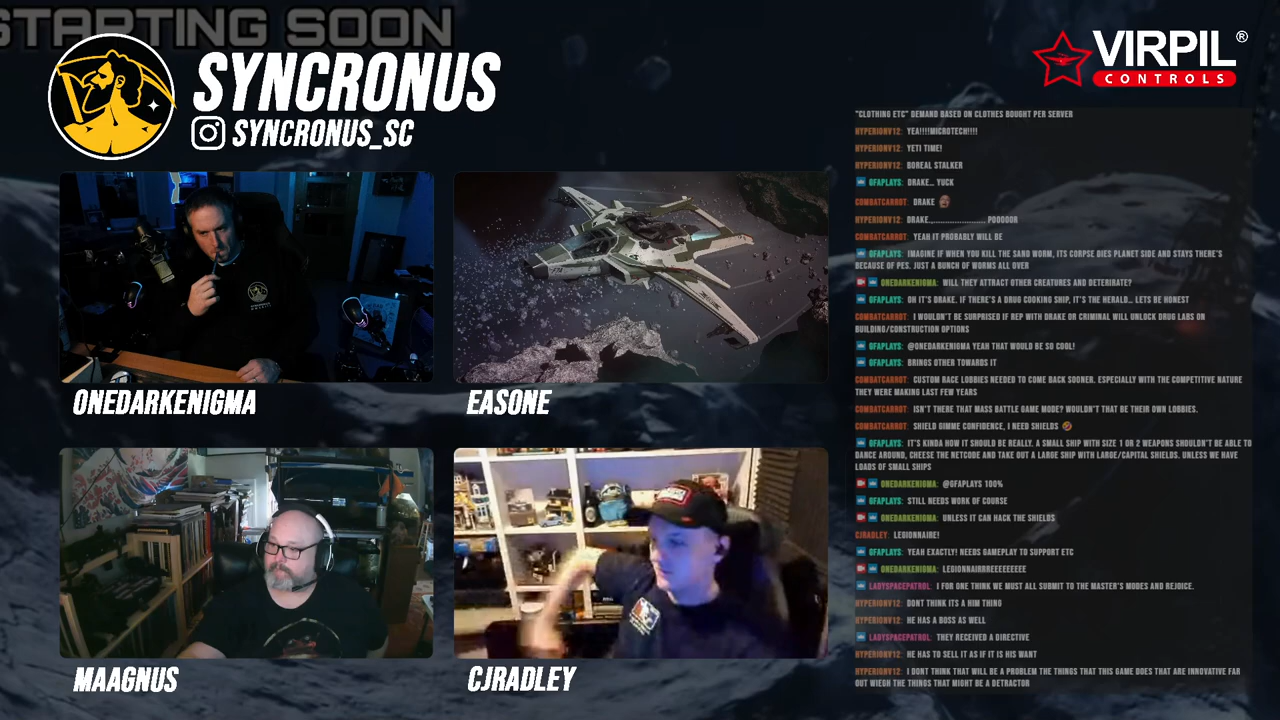 STARTING SOON
SYNCRONUS
SYNCRONUS_SC
VIRPIL®
CONTROLS
ONEDARKENIGMA
EASONE
MAAGNUS
CJRADLEY
"CLOTHING ETC" DEMAND BASED ON CLOTHES BOUGHT PER SERVER
HYPERIONV12: YEA!!!!MICROTECH!!!!
HYPERIONV12: YETI TIME!
HYPERIONV12: BOREAL STALKER
GFAPLAYS: DRAKE... YUCK
COMBATCARROT: DRAKE
HYPERIONV12: DRAKE.......................... POOOOOR
COMBATCARROT: YEAH IT PROBABLY WILL BE
GFAPLAYS: IMAGINE IF WHEN YOU KILL THE SAND WORM, ITS CORPSE DIES PLANET SIDE AND STAYS THERE'S
BECAUSE OF PES. JUST A BUNCH OF WORMS ALL OVER
ONEDARKENIGMA: WILL THEY ATTRACT OTHER CREATURES AND DETERIATE?
GFAPLAYS: OH IT'S DRAKE. IF THERE'S A DRUG COOKING SHIP, IT'S THE HERALD... LETS BE HONEST
COMBATCARROT: I WOULDN'T BE SURPRISED IF REP WITH DRAKE OR CRIMINAL WILL UNLOCK DRUG LABS OR
BUILDING/CONSTRUCTION OPTIONS
GFAPLAYS: @ONEDARKENIGMA YEAH THAT WOULD BE SO COOL!
GFAPLAYS: BRINGS OTHER TOWARDS IT
COMBATCARROT: CUSTOM RACE LOBBIES NEEDED TO COME BACK SOONER. ESPECIALLY WITH THE COMPETITIVE NATURE
THEY WERE MAKING LAST FEW YEARS
COMBATCARROT: ISN'T THERE THAT MASS BATTLE GAME MODE? WOULDN'T THAT BE THEIR OWN LOBBIES.
COMBATCARROT: SHIELD GIMME CONFIDENCE, I NEED SHIELDS
GFAPLAYS: IT'S KINDA HOW IT SHOULD BE REALLY. A SMALL SHIP WITH SIZE 1 OR 2 WEAPONS SHOULDN'T BE ABLE TO
DANCE AROUND, CHEESE THE NETCODE AND TAKE OUT A LARGE SHIP WITH LARGE/CAPITAL SHIELDS. UNLESS WE HAVE
LOADS OF SMALL SHIPS
ONEDARKENIGMA: @GFAPLAYS 100%
GFAPLAYS: STILL NEEDS WORK OF COURSE
ONEDARKENIGMA: UNLESS IT CAN HACK THE SHIELDS
CJRADLEY: LEGIONNAIRE!
GFAPLAYS: YEAH EXACTLY! NEEDS GAMEPLAY TO SUPPORT ETC
ONEDARKENIGMA: LEGIONNAIRRREEEEEEEEE
LADYSPACEPATROL: I FOR ONE THINK WE MUST ALL SUBMIT TO THE MASTER'S MODES AND REJOICE.
HYPERIONV12: DONT THINK ITS A HIM THING
HYPERIONV12: HE HAS A BOSS AS WELL
LADYSPACEPATROL: THEY RECEIVED A DIRECTIVE
HYPERIONV12: HE HAS TO SELL IT AS IF IT IS HIS WANT
HYPERIONV12: I DONT THINK THAT WILL BE A PROBLEM THE THINGS THAT THIS GAME DOES THAT ARE INNOVATIVE FAR
OUT WIEGH THE THINGS THAT MIGHT BE A DETRACTOR